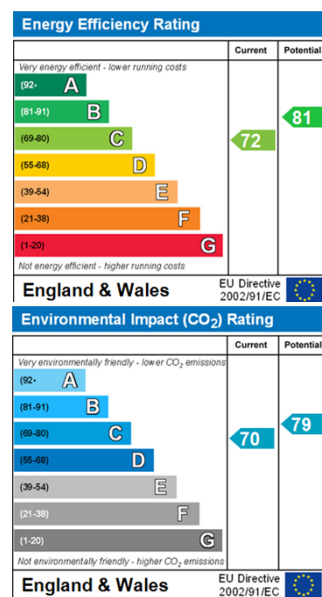 Energy Efficiency Rating
Current Potential
Very energy efficient - lower running costs
(92- A
(81-91) B 81
(69-80) C 72
(55-68) D
(39-54) E
(21-38) F
(1-20) G
Not energy efficient - higher running costs
England & Wales EU Directive
2002/91/EC
Environmental Impact (CO₂) Rating
Current Potential
Very environmentally friendly - lower CO₂ emissions
(92- A
(81-91) B
(69-80) C 70 79
(55-68) D
(39-54) E
(21-38) F
(1-20) G
Not environmentally friendly - higher CO₂ emissions
England & Wales EU Directive
2002/91/EC